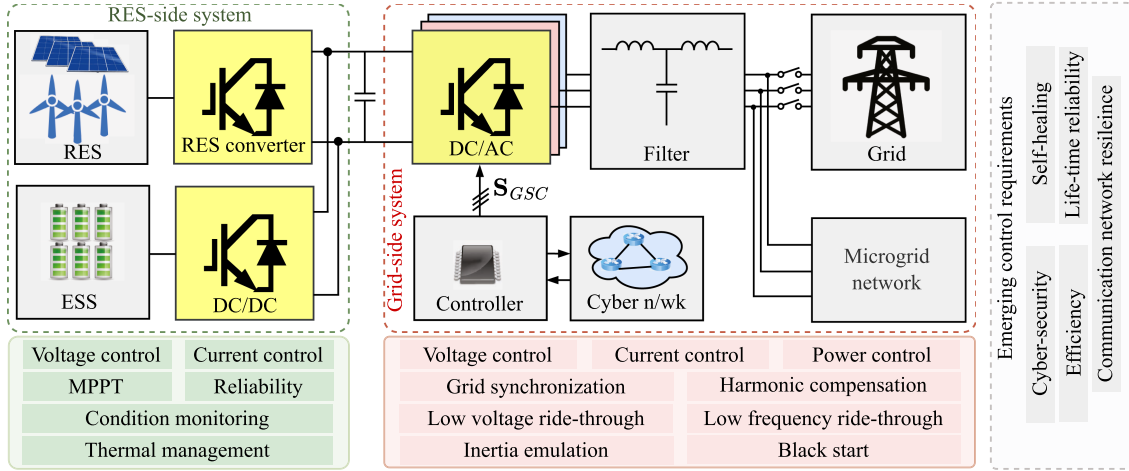 RES-side system
RES
RES converter
ESS
DC/DC
Grid-side system
DC/AC
Filter
Grid
S_GSC
Controller
Cyber n/wk
Microgrid
network
Voltage control
Current control
MPPT
Reliability
Condition monitoring
Thermal management
Voltage control
Current control
Power control
Grid synchronization
Harmonic compensation
Low voltage ride-through
Low frequency ride-through
Inertia emulation
Black start
Emerging control requirements
Self-healing
Life-time reliability
Cyber-security
Efficiency
Communication network resileince